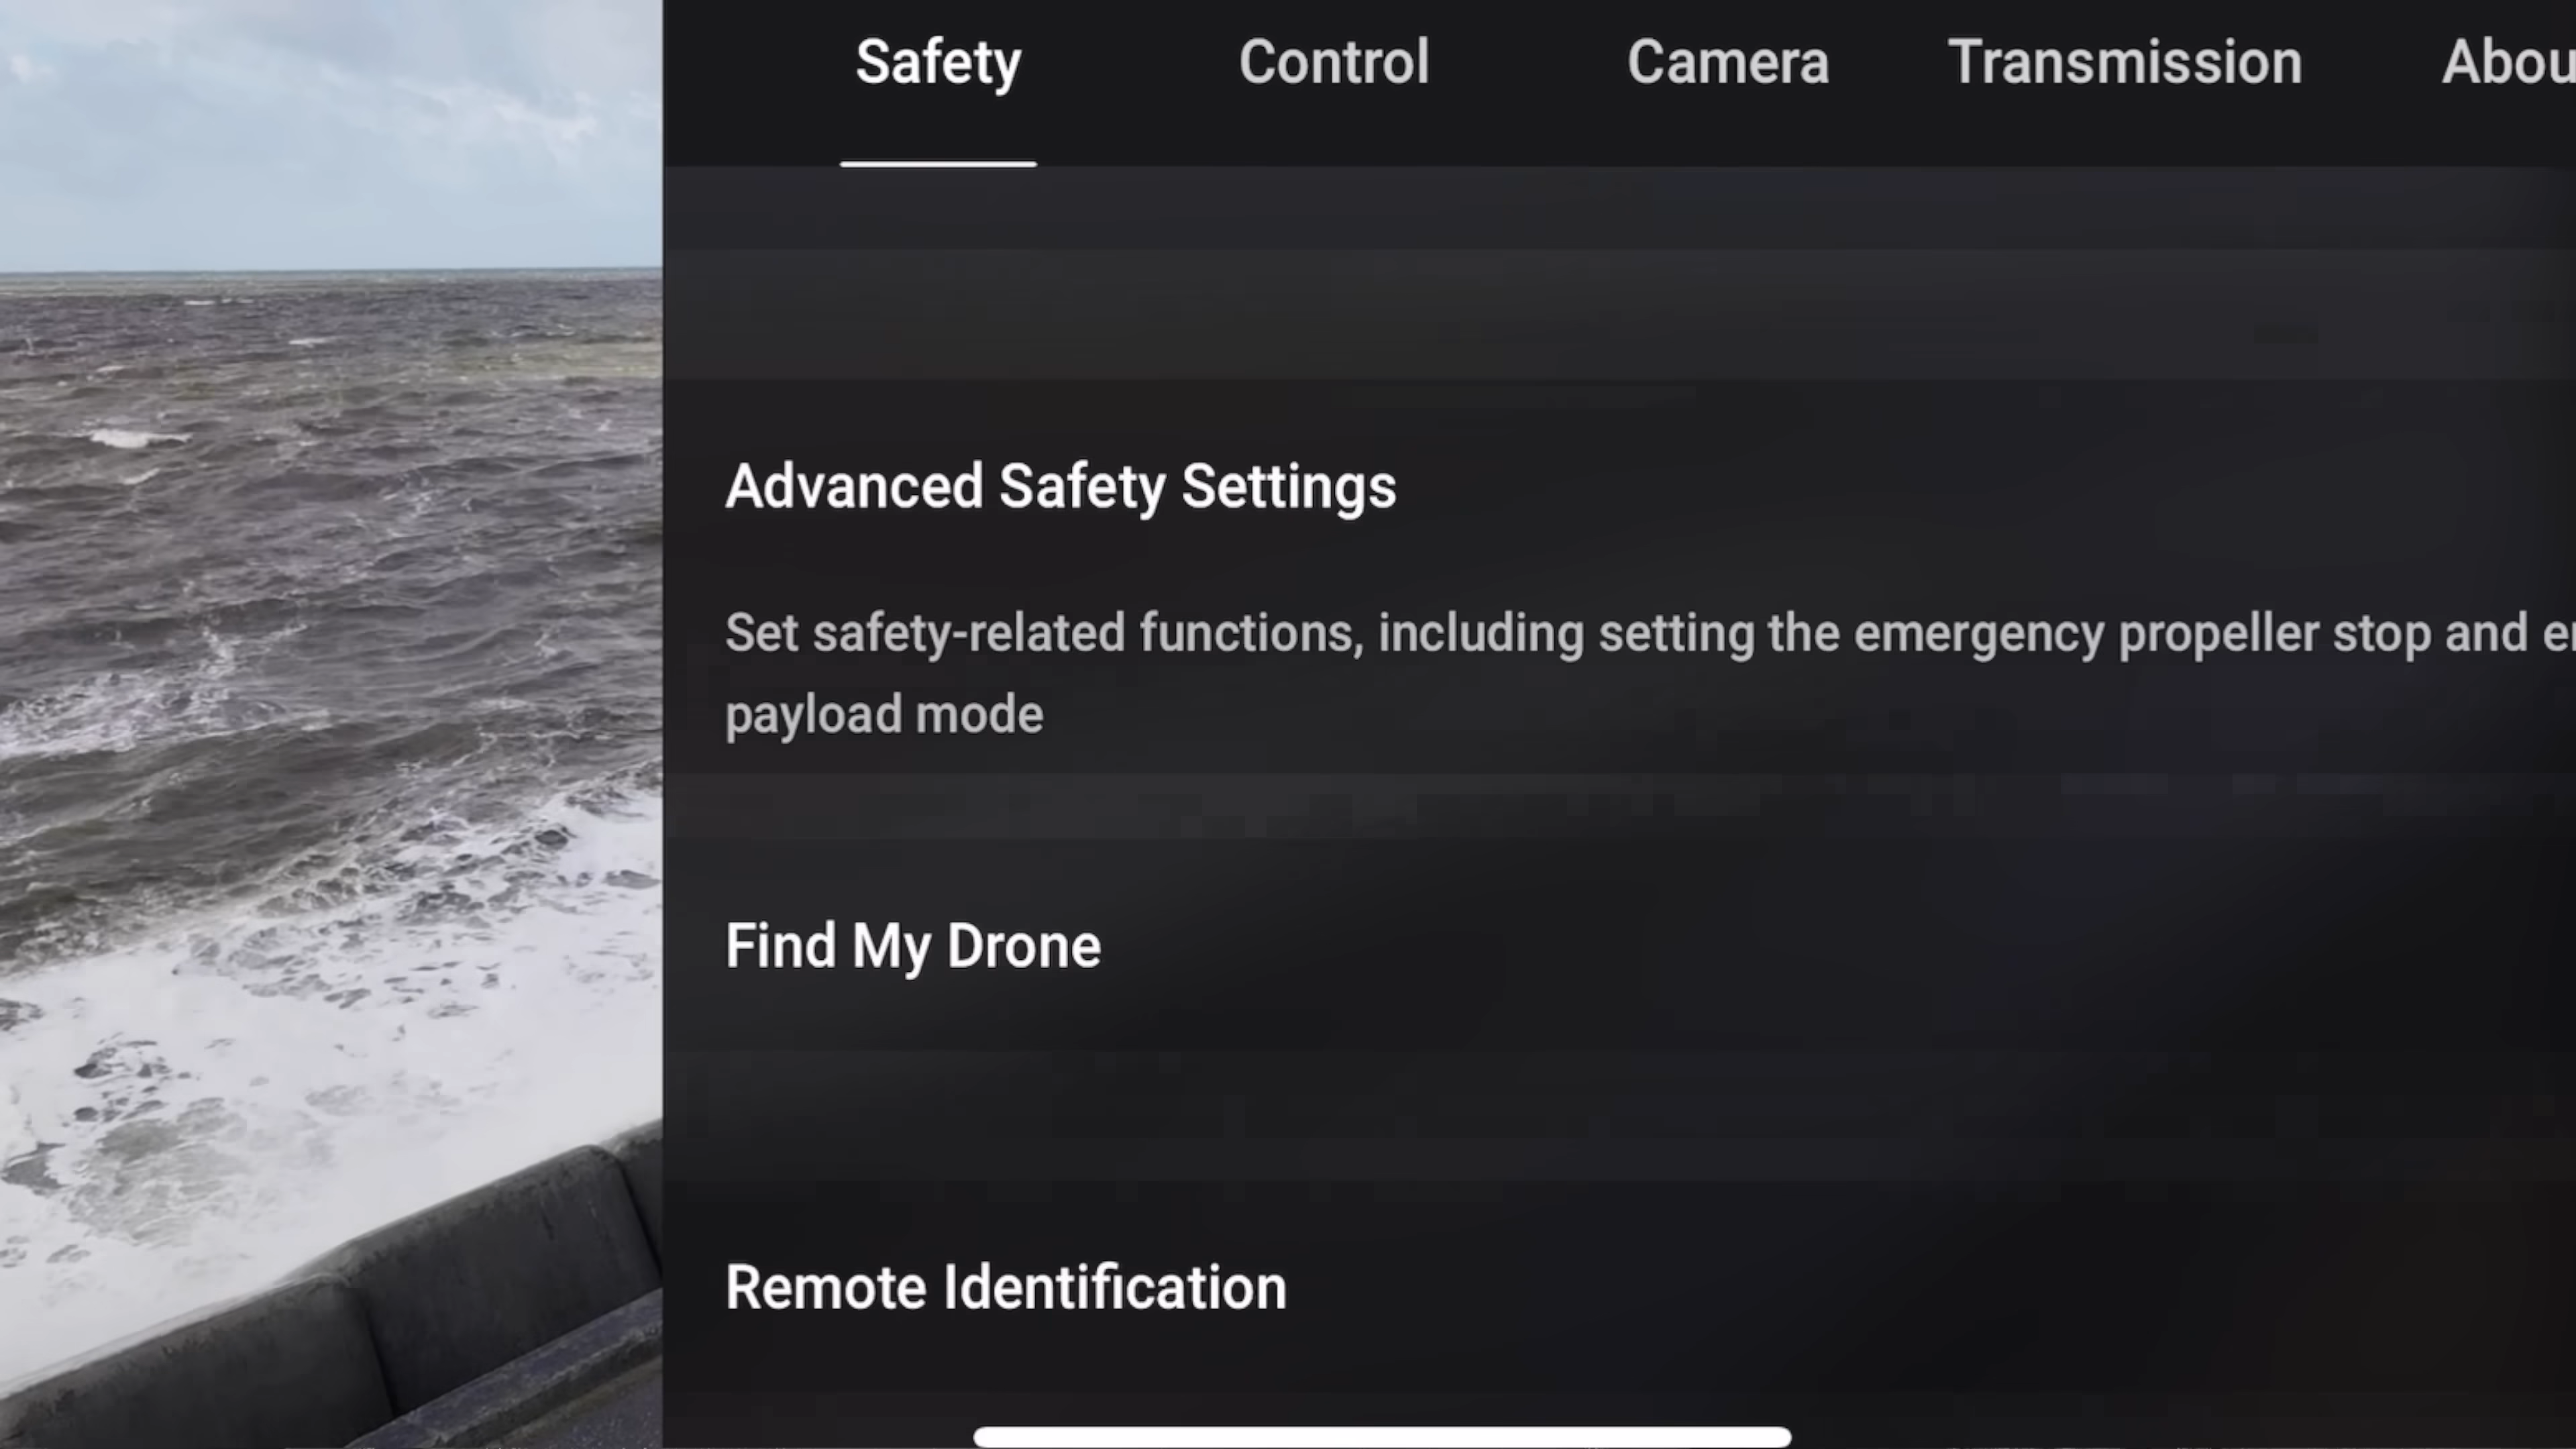 Safety Control Camera Transmission Abou
Advanced Safety Settings
Set safety-related functions, including setting the emergency propeller stop and
payload mode
Find My Drone
Remote Identification